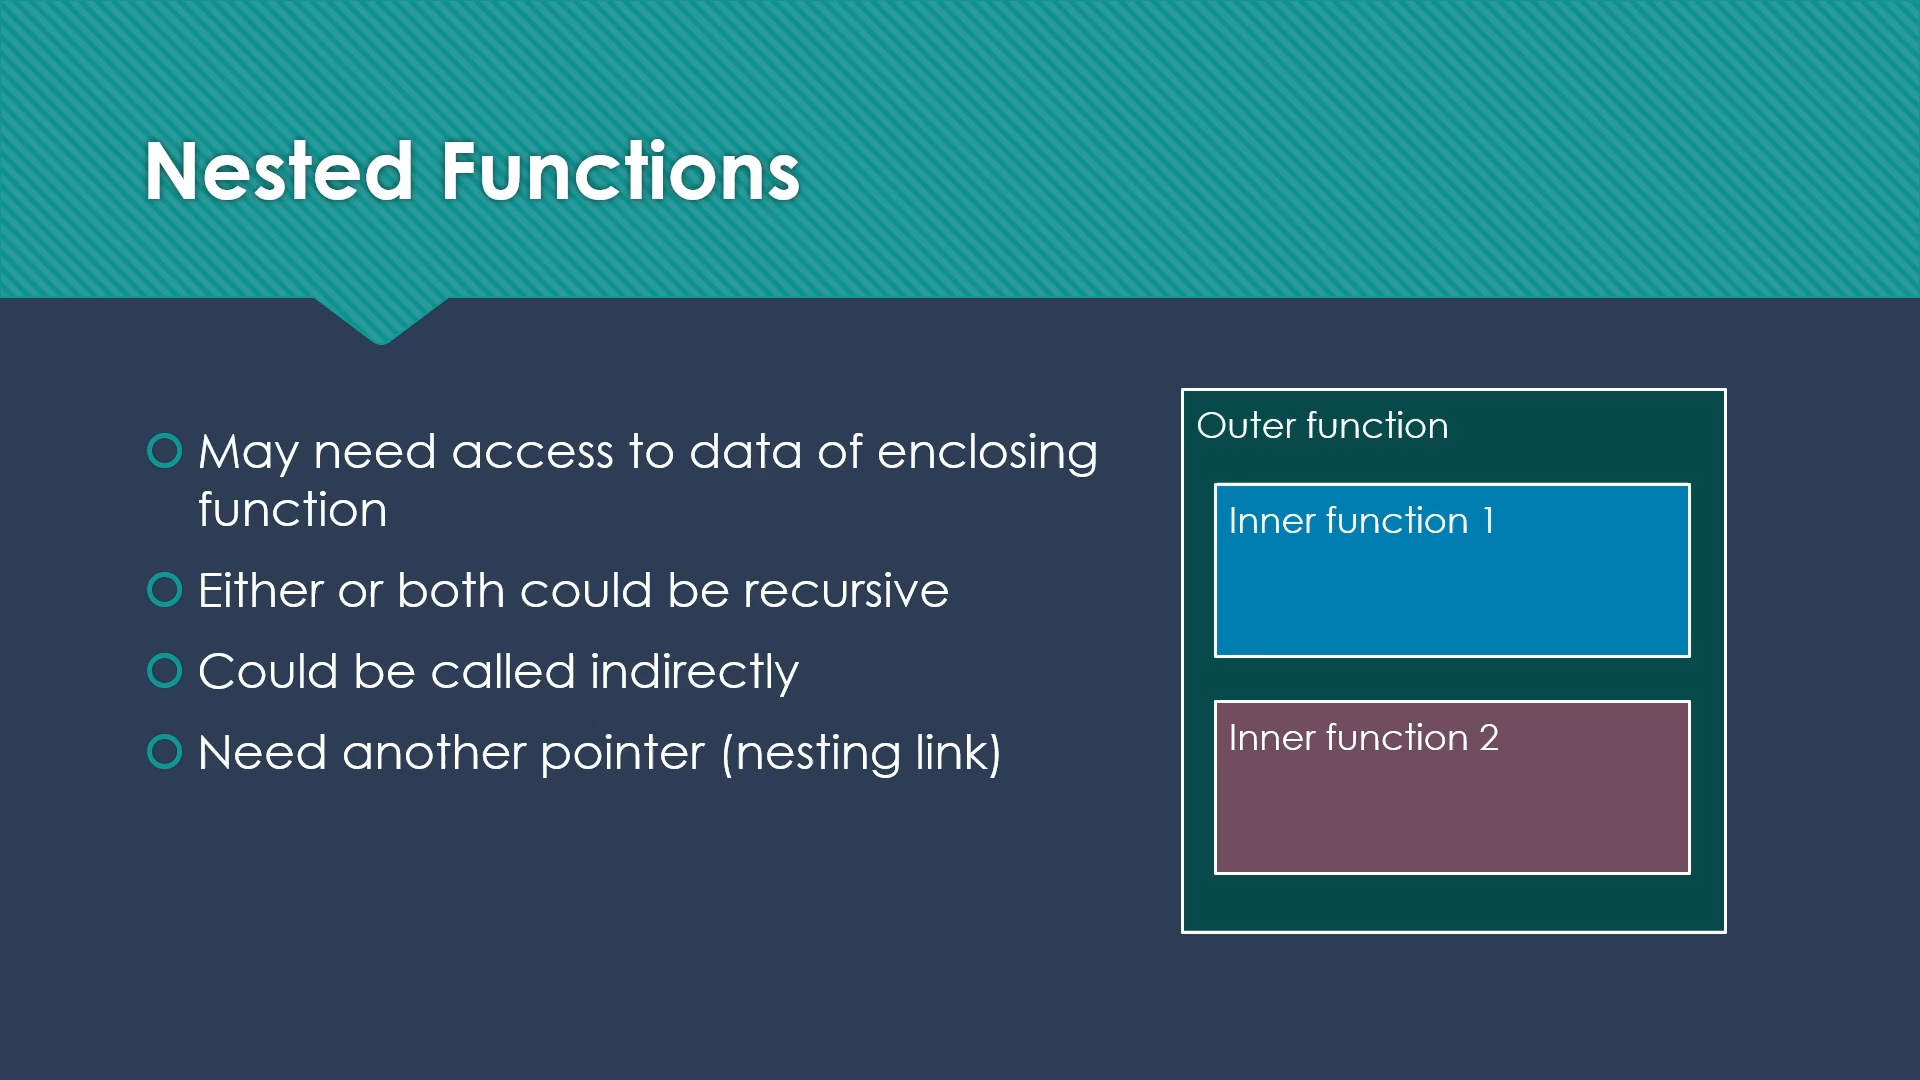 Nested Functions
May need access to data of enclosing
function
Either or both could be recursive
Could be called indirectly
Need another pointer (nesting link)
Outer function
Inner function 1
Inner function 2